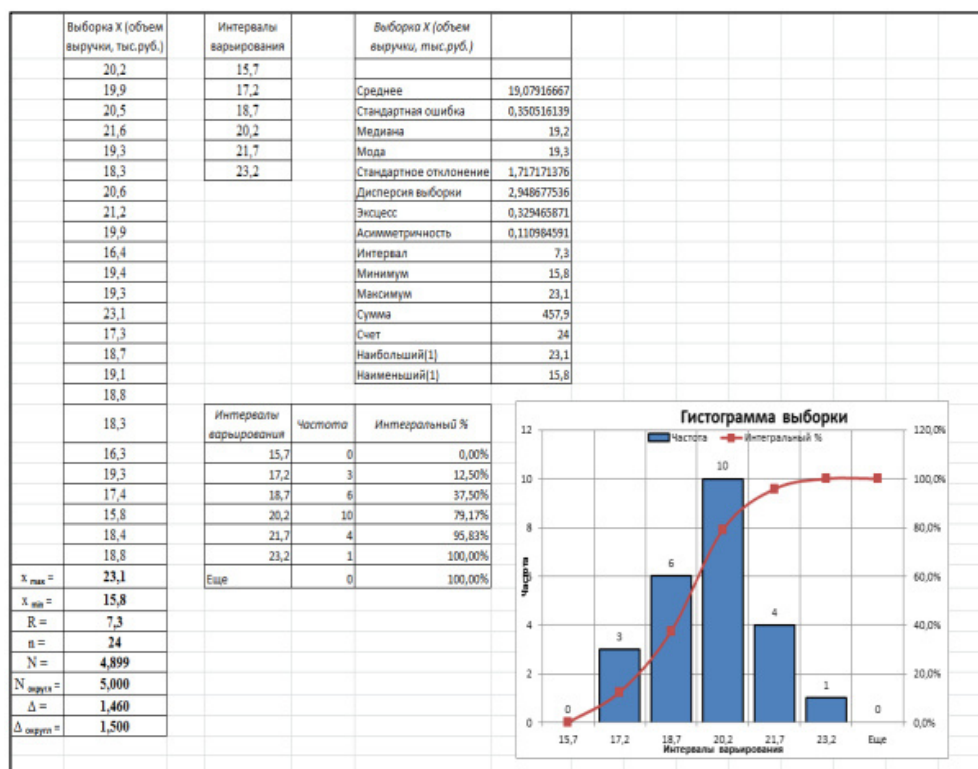 Выборка X (объем выручки, тыс.руб.)
20,2
19,9
20,5
21,6
19,3
18,3
20,6
21,2
19,9
16,4
19,4
19,3
23,1
17,3
18,7
19,1
18,8
18,3
16,3
19,3
17,4
15,8
18,4
18,8
x max = 23,1
x min = 15,8
R = 7,3
n = 24
N = 4,899
N округл = 5,000
Δ = 1,460
Δ округл = 1,500
Интервалы варьирования
15,7
17,2
18,7
20,2
21,7
23,2
Выборка X (объем выручки, тыс.руб.)
Среднее 19,07916667
Стандартная ошибка 0,350516139
Медиана 19,2
Мода 19,3
Стандартное отклонение 1,717171376
Дисперсия выборки 2,948677536
Эксцесс 0,329465871
Асимметричность 0,110984591
Интервал 7,3
Минимум 15,8
Максимум 23,1
Сумма 457,9
Счет 24
Наибольший(1) 23,1
Наименьший(1) 15,8
Интервалы варьирования Частота Интегральный %
15,7 0 0,00%
17,2 3 12,50%
18,7 6 37,50%
20,2 10 79,17%
21,7 4 95,83%
23,2 1 100,00%
Еще 0 100,00%
Гистограмма выборки
Частота Интегральный %
12
10
8
6
4
2
0
Частота
120,0%
100,0%
80,0%
60,0%
40,0%
20,0%
0,0%
0 3 6 10 4 1 0
15,7 17,2 18,7 20,2 21,7 23,2 Еще
Интервалы варьирования